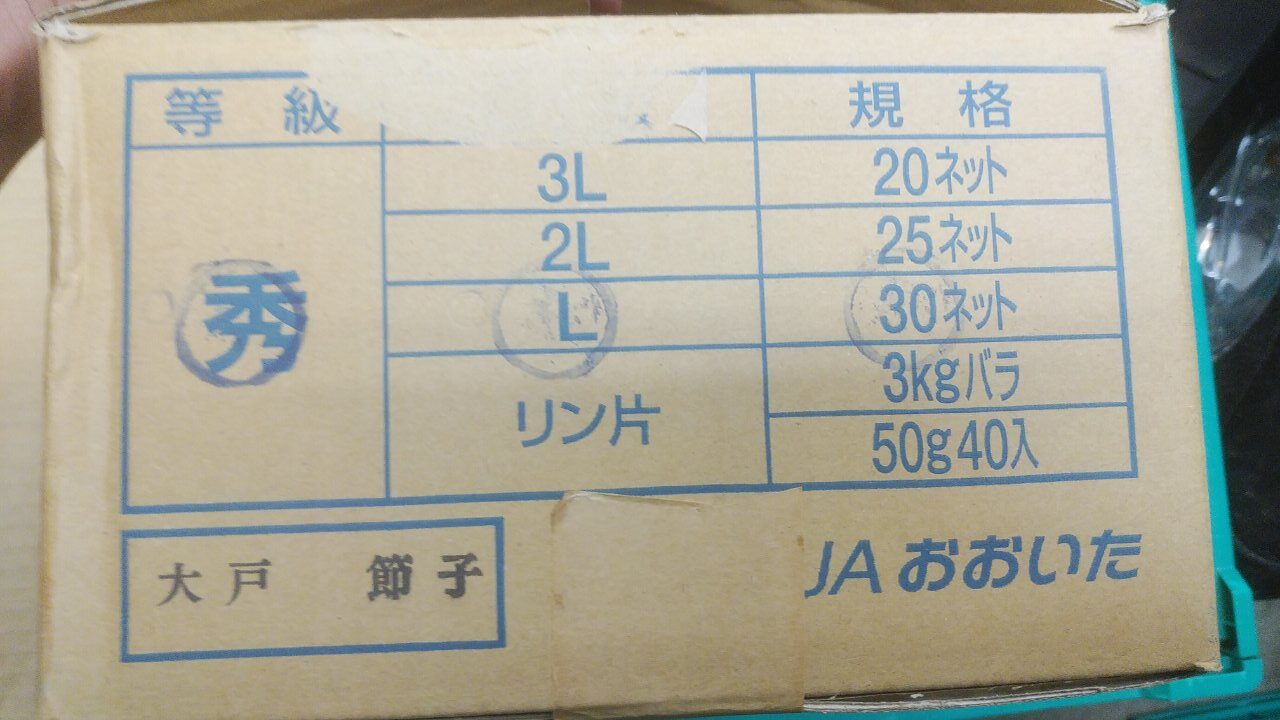 等級 規格
秀
3L 20ネット
2L 25ネット
L 30ネット
リン片 3kgバラ
50g40入
大戸 節子
JAおおいた